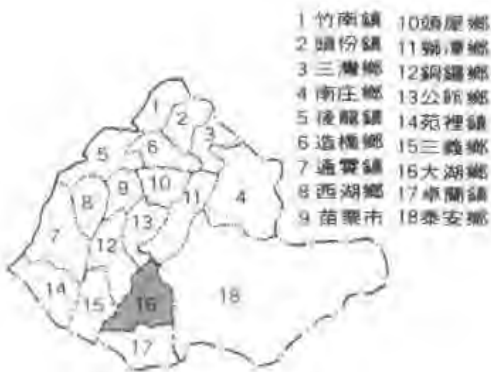 1 竹南鎮 10頭屋鄉
2 頭份鎮 11獅潭鄉
3 三灣鄉 12銅鑼鄉
4 南庄鄉 13公館鄉
5 後龍鎮 14苑裡鎮
6 造橋鄉 15三義鄉
7 通霄鎮 16大湖鄉
8 西湖鄉 17卓蘭鎮
9 苗栗市 18泰安鄉
1
2
3
5
6
8
9
10
11
4
13
7
12
14
15
16
18
17